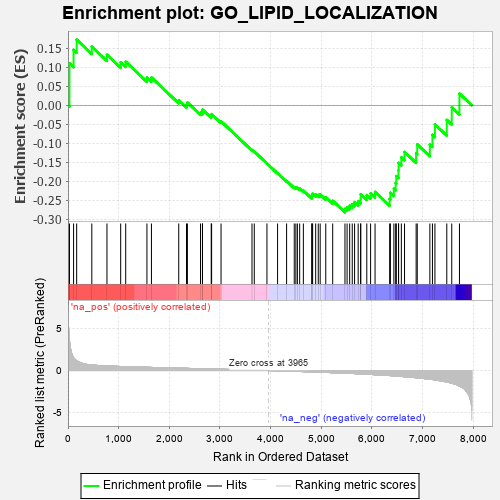 Enrichment plot: GO_LIPID_LOCALIZATION
Enrichment score (ES)
0.15
0.10
0.05
0.00
-0.05
-0.10
-0.15
-0.20
-0.25
-0.30
'na_pos' (positively correlated)
Ranked list metric (PreRanked)
5
0
-5
Zero cross at 3965
'na_neg' (negatively correlated)
0 1,000 2,000 3,000 4,000 5,000 6,000 7,000 8,000
Rank in Ordered Dataset
Enrichment profile Hits Ranking metric scores